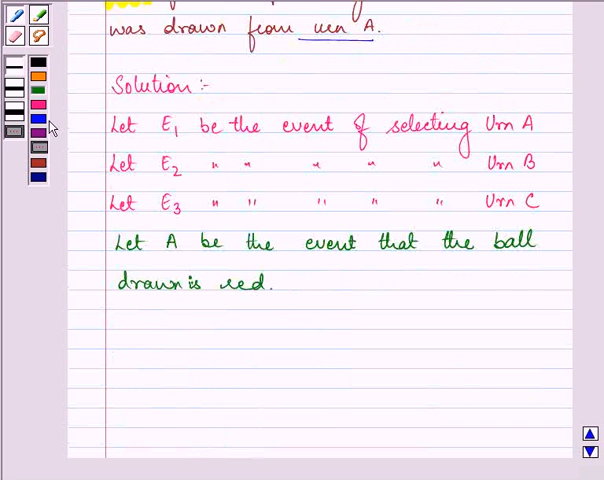 was drawn from urn A.
Solution :-
Let E1 be the event of selecting Urn A
Let E2 " " " " " Urn B
Let E3 " " " " " Urn C
Let A be the event that the ball
drawn is red.